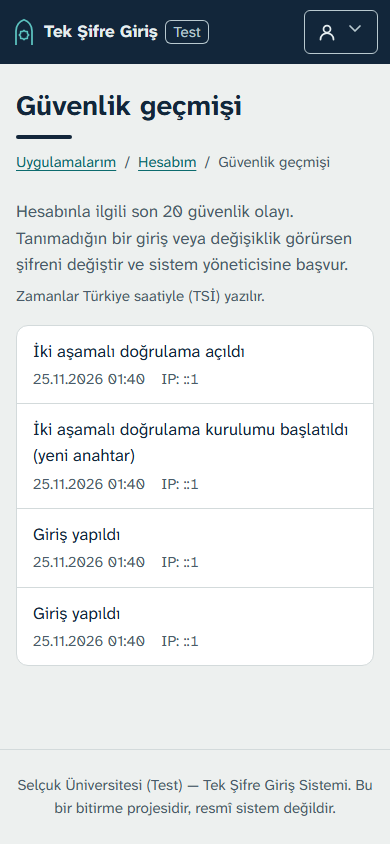 Tek Şifre Giriş Test
Güvenlik geçmişi
Uygulamalarım / Hesabım / Güvenlik geçmişi
Hesabınla ilgili son 20 güvenlik olayı.
Tanımadığın bir giriş veya değişiklik görürsen
şifreni değiştir ve sistem yöneticisine başvur.
Zamanlar Türkiye saatiyle (TSİ) yazılır.
İki aşamalı doğrulama açıldı
25.11.2026 01:40 IP: ::1
İki aşamalı doğrulama kurulumu başlatıldı
(yeni anahtar)
25.11.2026 01:40 IP: ::1
Giriş yapıldı
25.11.2026 01:40 IP: ::1
Giriş yapıldı
25.11.2026 01:40 IP: ::1
Selçuk Üniversitesi (Test) — Tek Şifre Giriş Sistemi. Bu
bir bitirme projesidir, resmî sistem değildir.